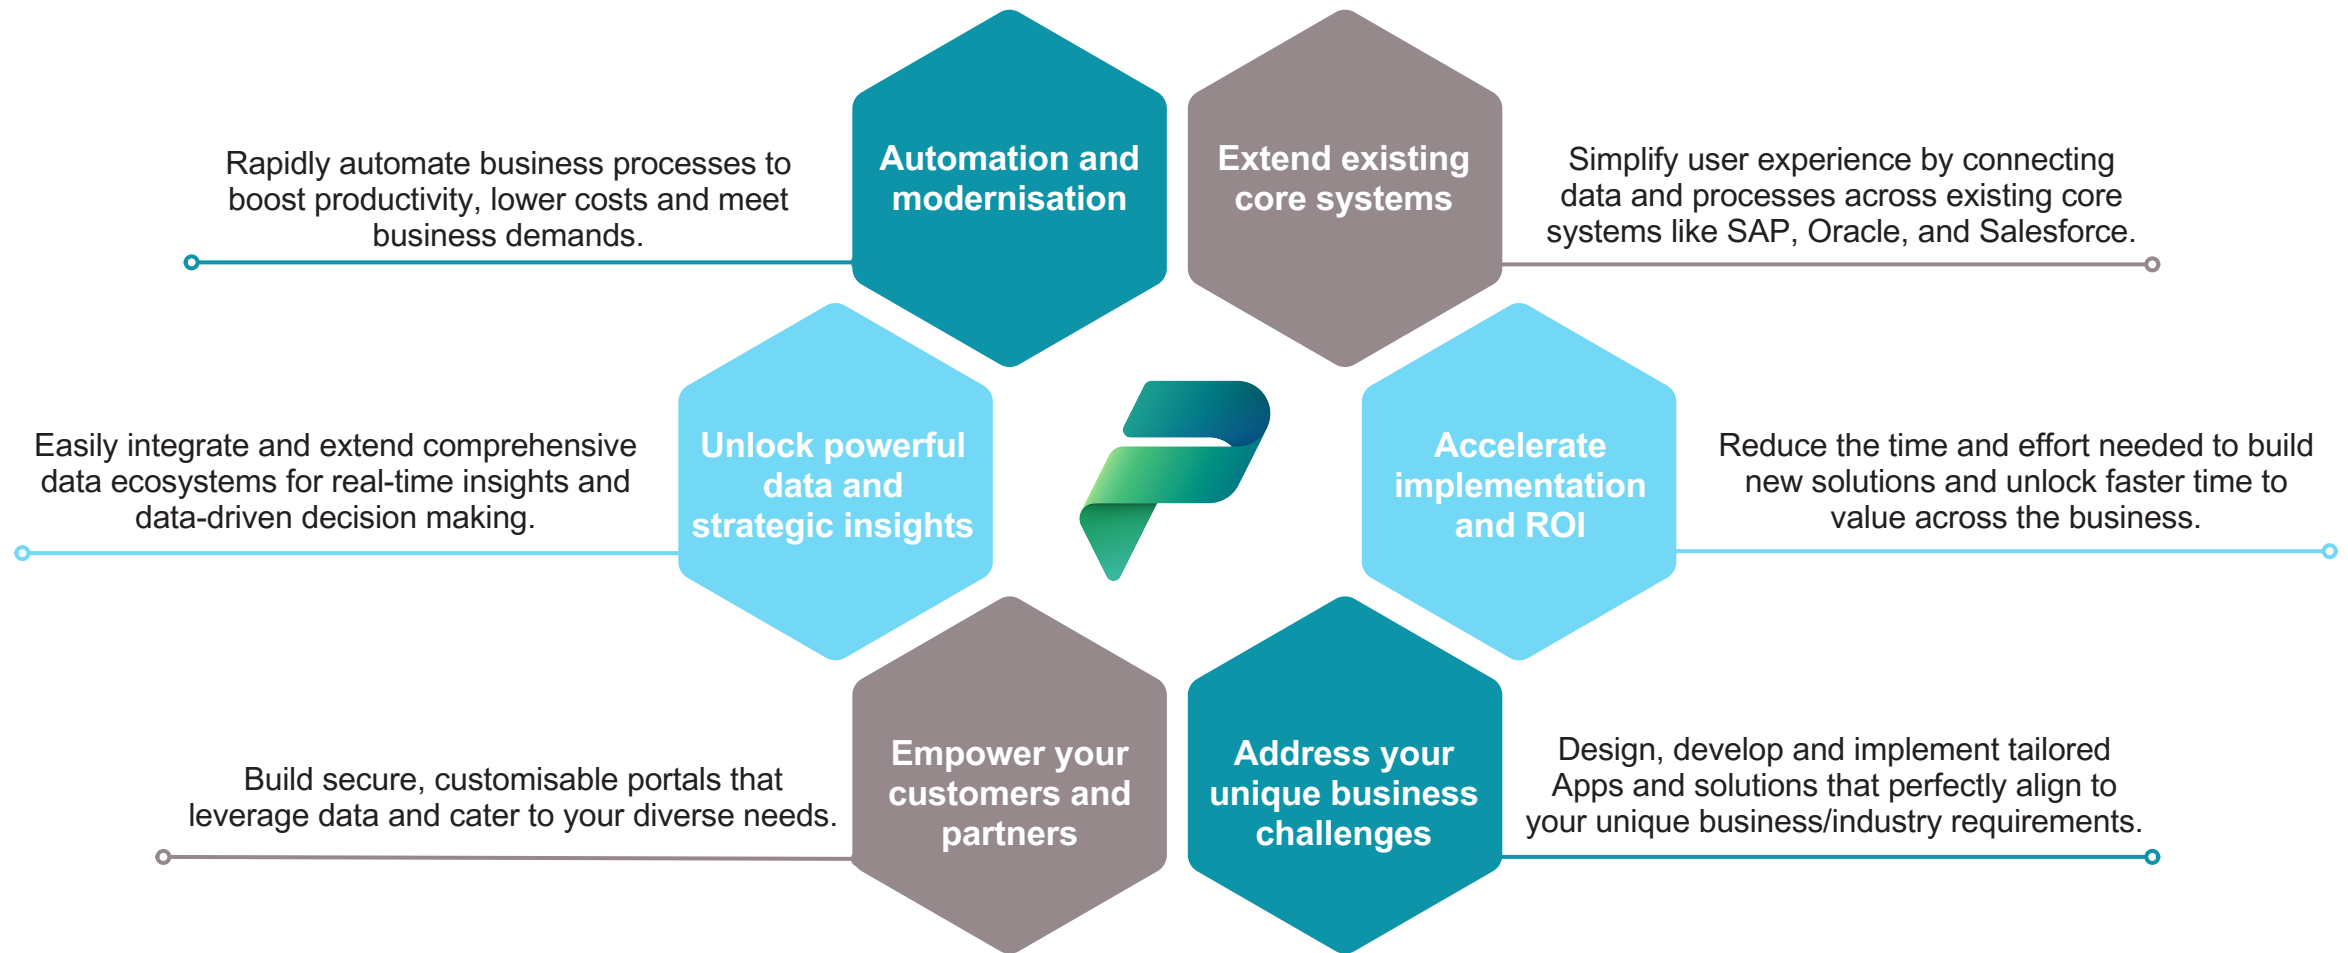 Rapidly automate business processes to
boost productivity, lower costs and meet
business demands.
Automation and
modernisation
Extend existing
core systems
Simplify user experience by connecting
data and processes across existing core
systems like SAP, Oracle, and Salesforce.
Easily integrate and extend comprehensive
data ecosystems for real-time insights and
data-driven decision making.
Unlock powerful
data and
strategic insights
Accelerate
implementation
and ROI
Reduce the time and effort needed to build
new solutions and unlock faster time to
value across the business.
Build secure, customisable portals that
leverage data and cater to your diverse needs.
Empower your
customers and
partners
Address your
unique business
challenges
Design, develop and implement tailored
Apps and solutions that perfectly align to
your unique business/industry requirements.